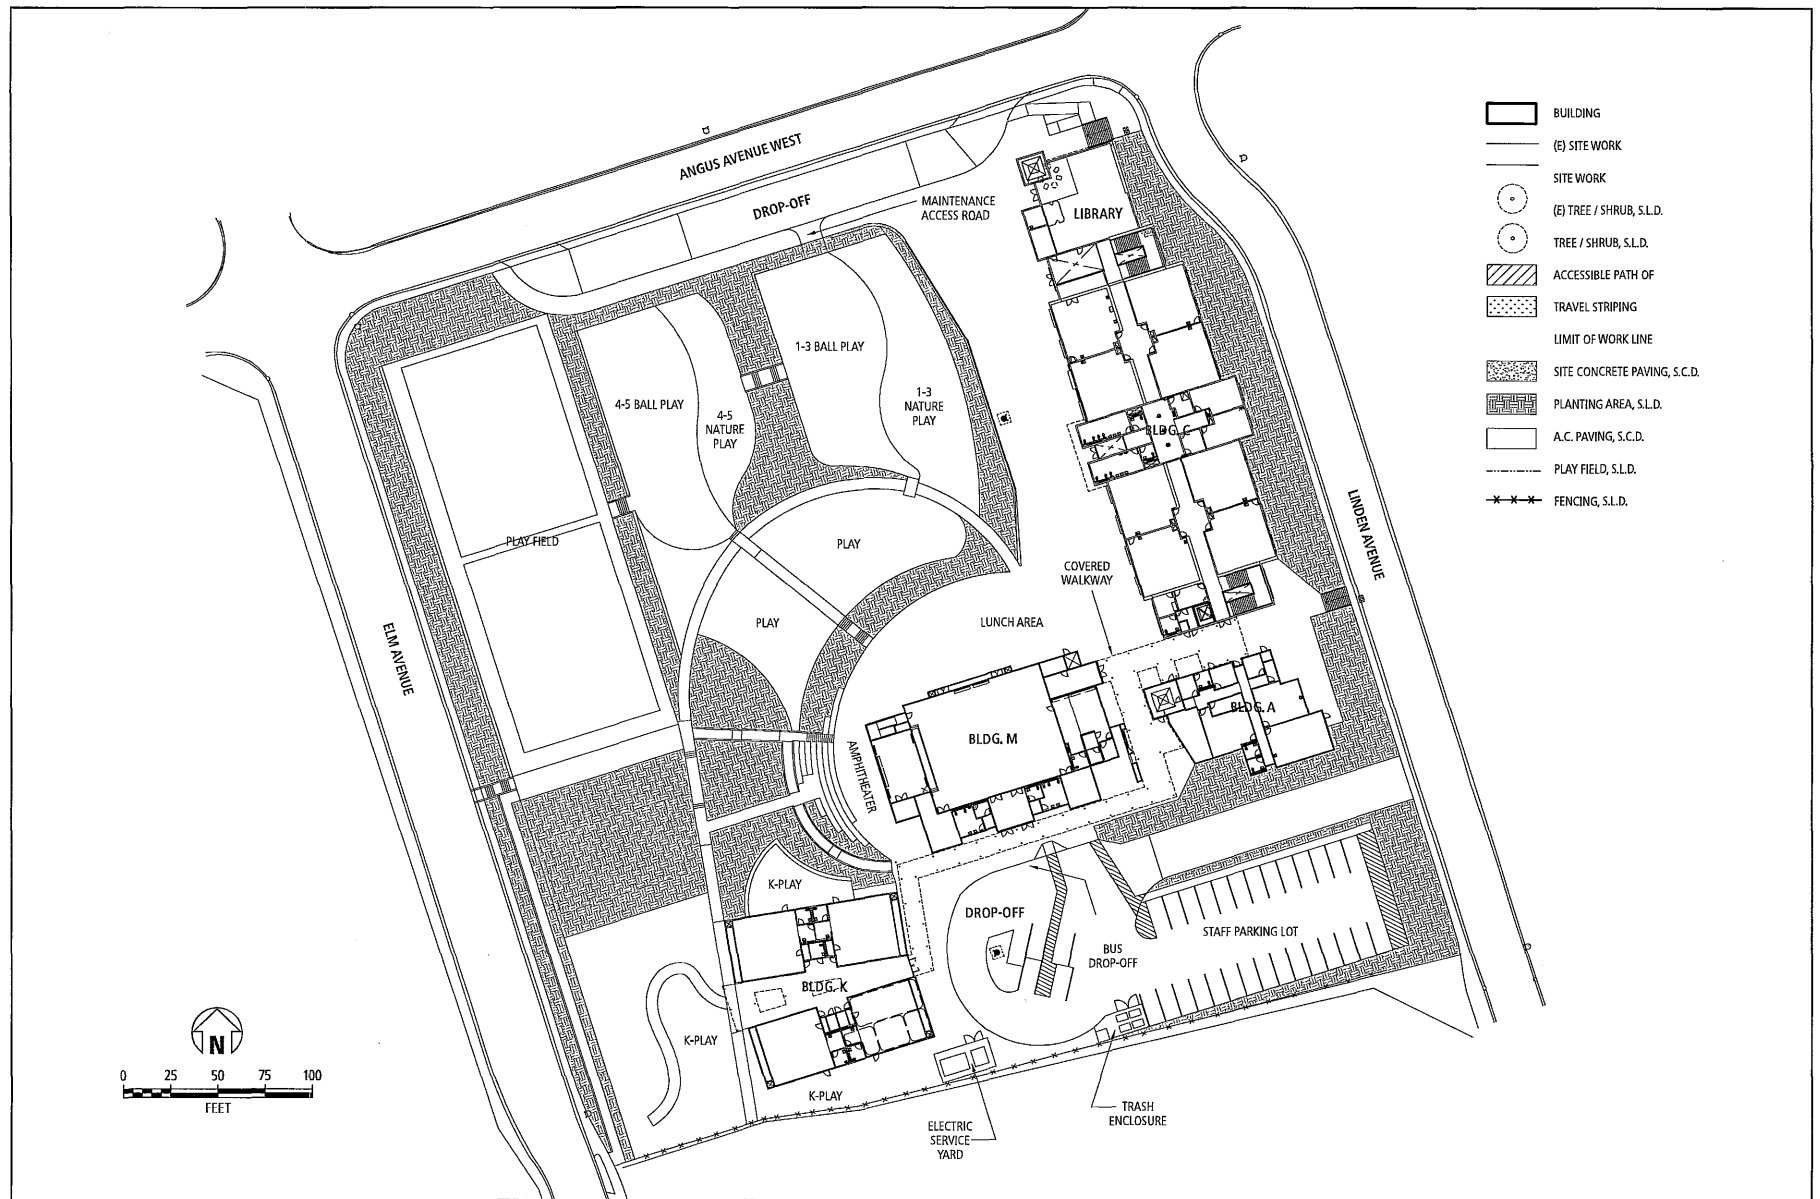 ANGUS AVENUE WEST
DROP-OFF
MAINTENANCE
ACCESS ROAD
LIBRARY
1-3 BALL PLAY
4-5 BALL PLAY
4-5
NATURE
PLAY
1-3
NATURE
PLAY
BLDG. C
PLAY FIELD
PLAY
PLAY
COVERED
WALKWAY
LUNCH AREA
LINDEN AVENUE
ELM AVENUE
BLDG. A
BLDG. M
AMPHITHEATER
K-PLAY
DROP-OFF
BUS
DROP-OFF
STAFF PARKING LOT
BLDG. K
K-PLAY
K-PLAY
ELECTRIC
SERVICE
YARD
TRASH
ENCLOSURE
BUILDING
(E) SITE WORK
SITE WORK
(E) TREE / SHRUB, S.L.D.
TREE / SHRUB, S.L.D.
ACCESSIBLE PATH OF
TRAVEL STRIPING
LIMIT OF WORK LINE
SITE CONCRETE PAVING, S.C.D.
PLANTING AREA, S.L.D.
A.C. PAVING, S.C.D.
PLAY FIELD, S.L.D.
FENCING, S.L.D.
N
0 25 50 75 100
FEET